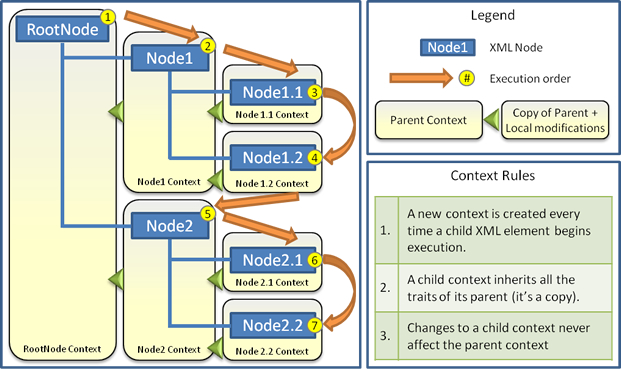 RootNode
1
Node1
2
Node1.1
3
Node 1.1 Context
Node1.2
4
Node1 Context
Node1.2 Context
5
Node2
Node2.1
6
Node 2.1 Context
Node2.2
7
RootNode Context
Node2 Context
Node 2.2 Context
Legend
Node1
XML Node
#
Execution order
Parent Context
Copy of Parent +
Local modifications
Context Rules
1.
A new context is created every
time a child XML element begins
execution.
2.
A child context inherits all the
traits of its parent (it's a copy).
3.
Changes to a child context never
affect the parent context